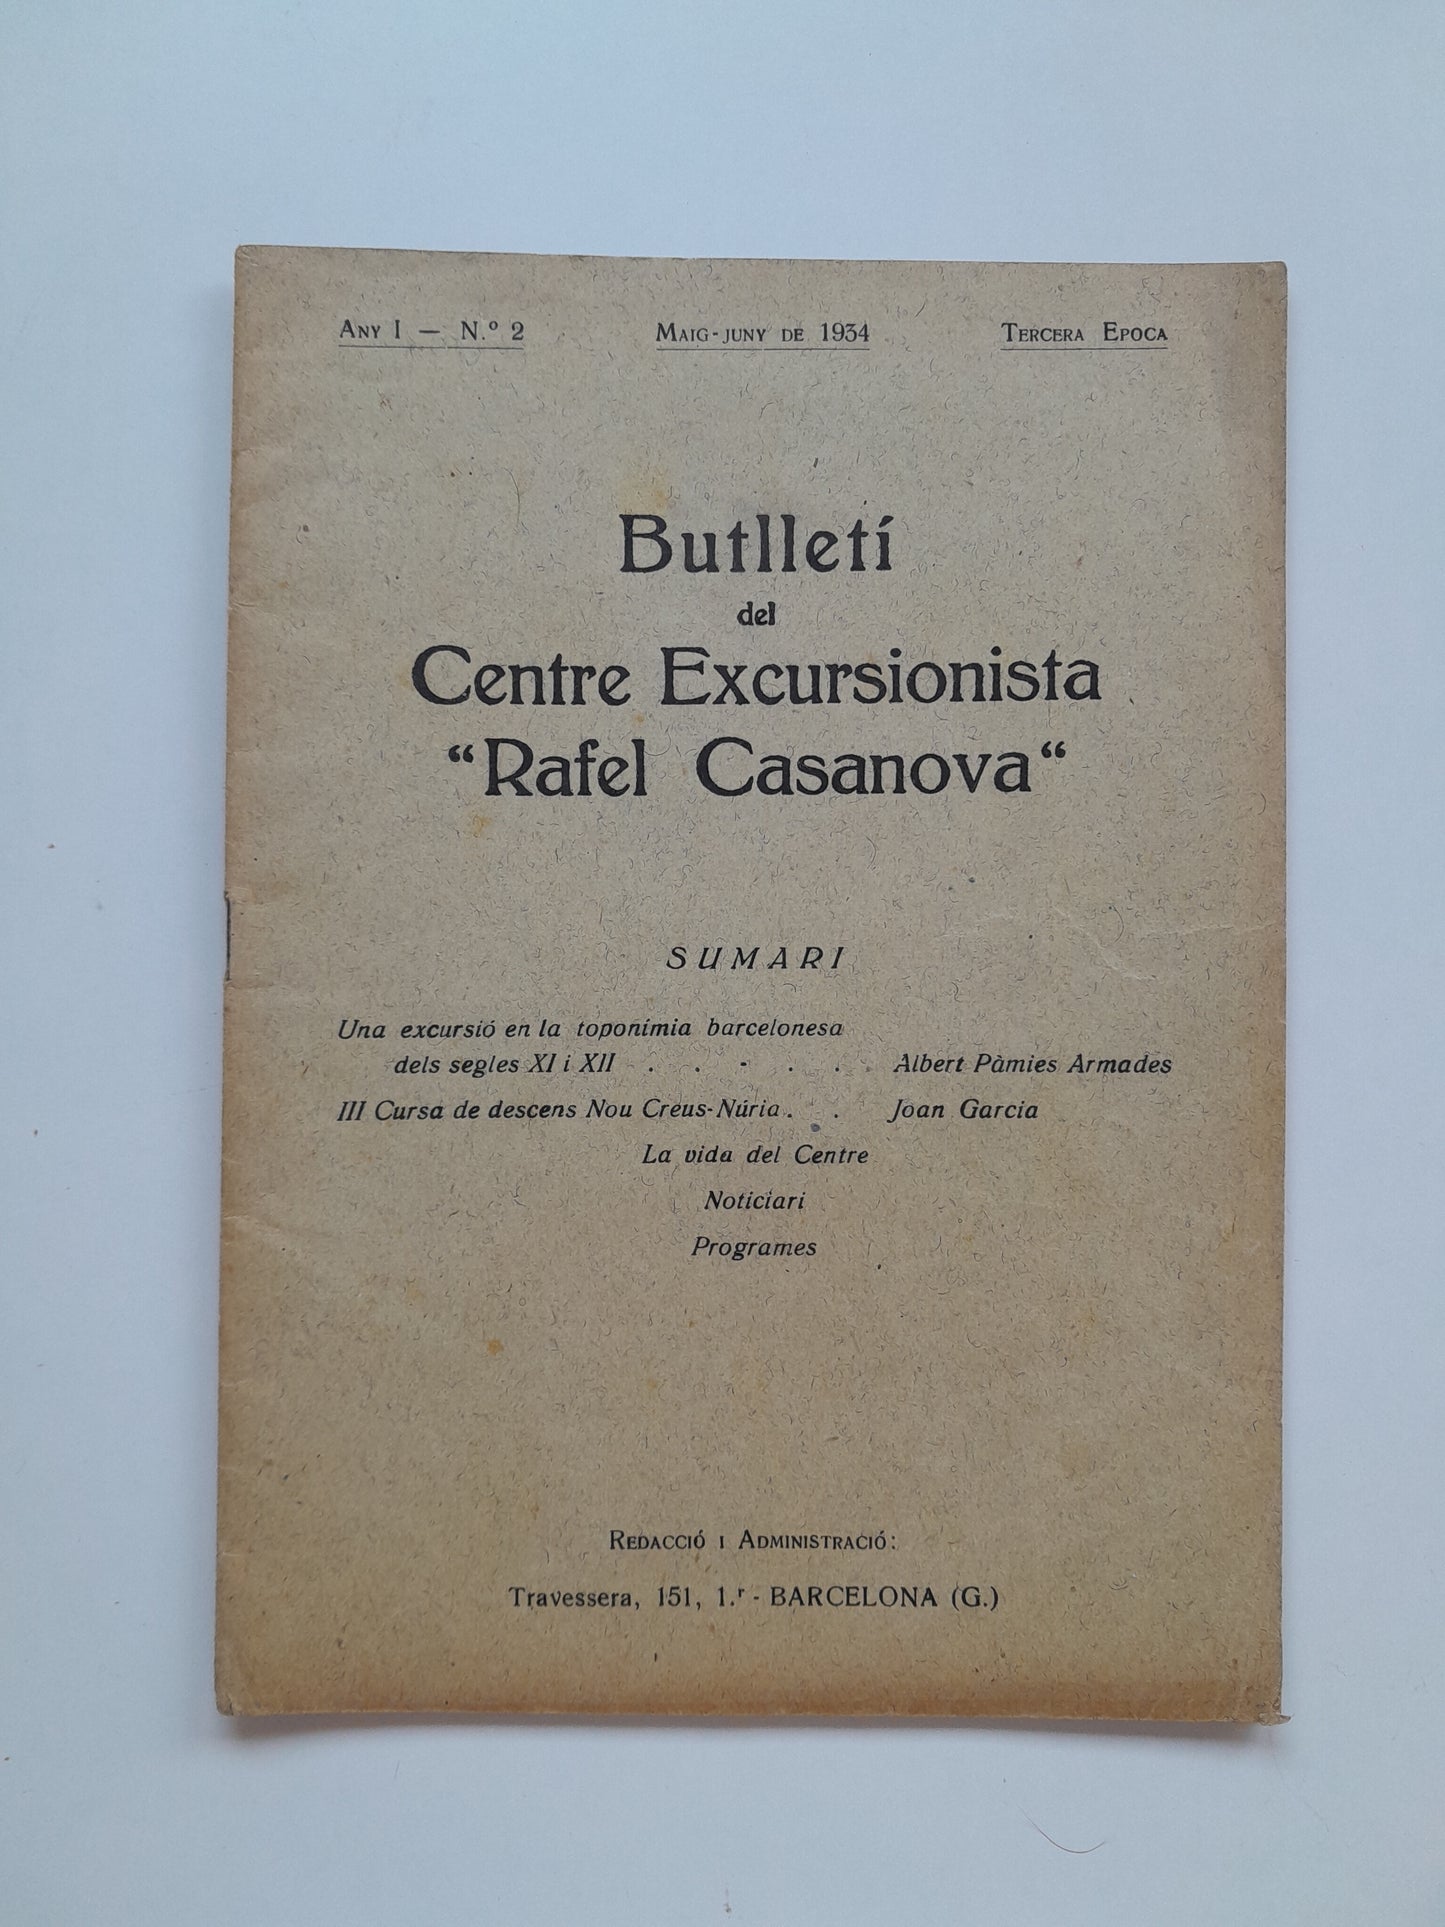 Any I — N.º 2 Maig-juny de 1934 Tercera Epoca
Butlletí
del
Centre Excursionista
“Rafel Casanova“
SUMARI
Una excursió en la toponímia barcelonesa
dels segles XI i XII . . . . . . Albert Pàmies Armades
III Cursa de descens Nou Creus-Núria . . Joan Garcia
La vida del Centre
Noticiari
Programes
Redacció i Administració:
Travessera, 151, 1.r - BARCELONA (G.)